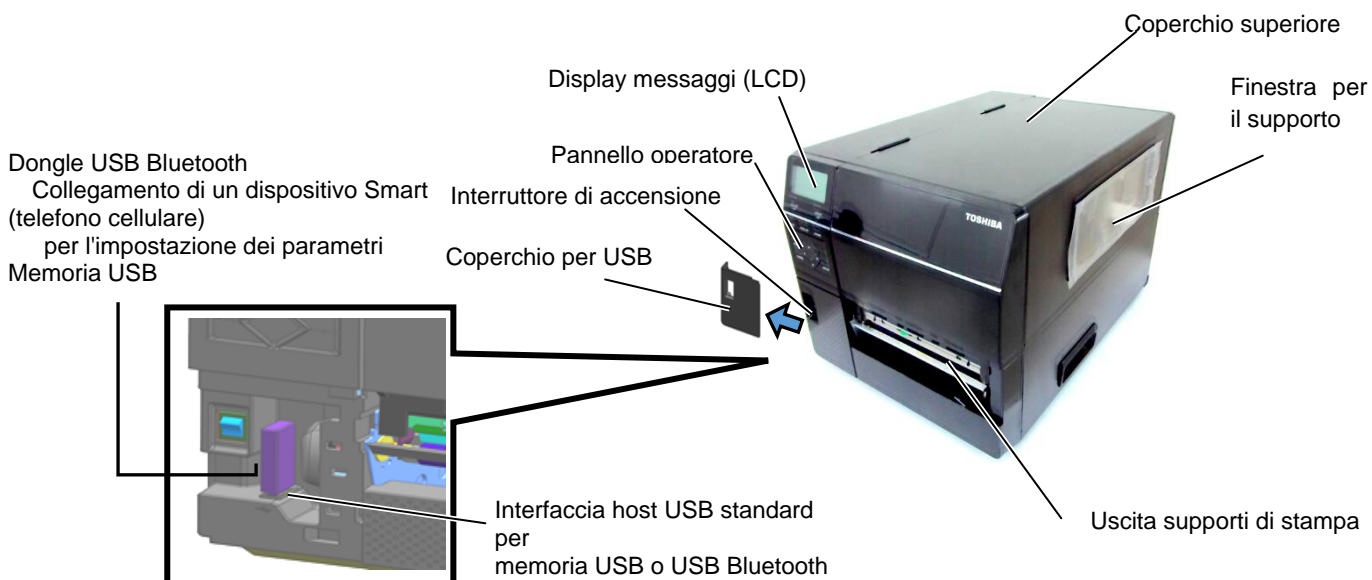 Coperchio superiore
Display messaggi (LCD)
Finestra per
il supporto
Dongle USB Bluetooth
Collegamento di un dispositivo Smart
(telefono cellulare)
per l'impostazione dei parametri
Memoria USB
Pannello operatore
Interruttore di accensione
Coperchio per USB
TOSHIBA
Interfaccia host USB standard
per
memoria USB o USB Bluetooth
Uscita supporti di stampa